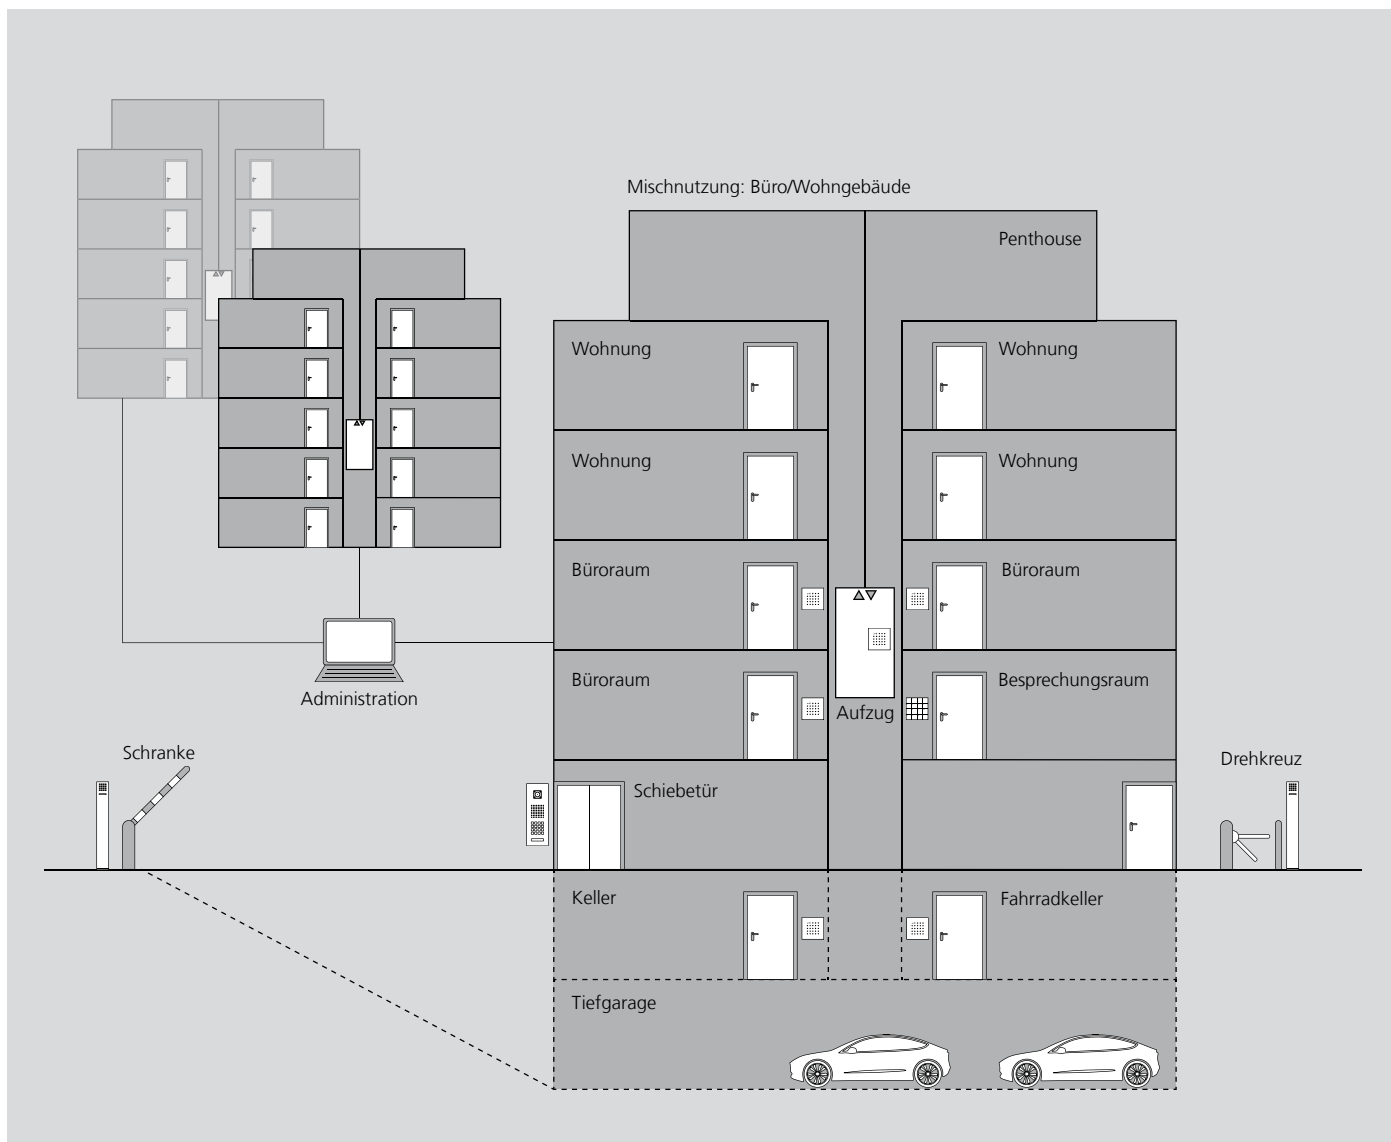 Mischnutzung: Büro/Wohngebäude
Penthouse
Wohnung
Wohnung
Wohnung
Wohnung
Büroraum
Büroraum
Büroraum
Besprechungsraum
Administration
Aufzug
Schranke
Drehkreuz
Schiebetür
Keller
Fahrradkeller
Tiefgarage